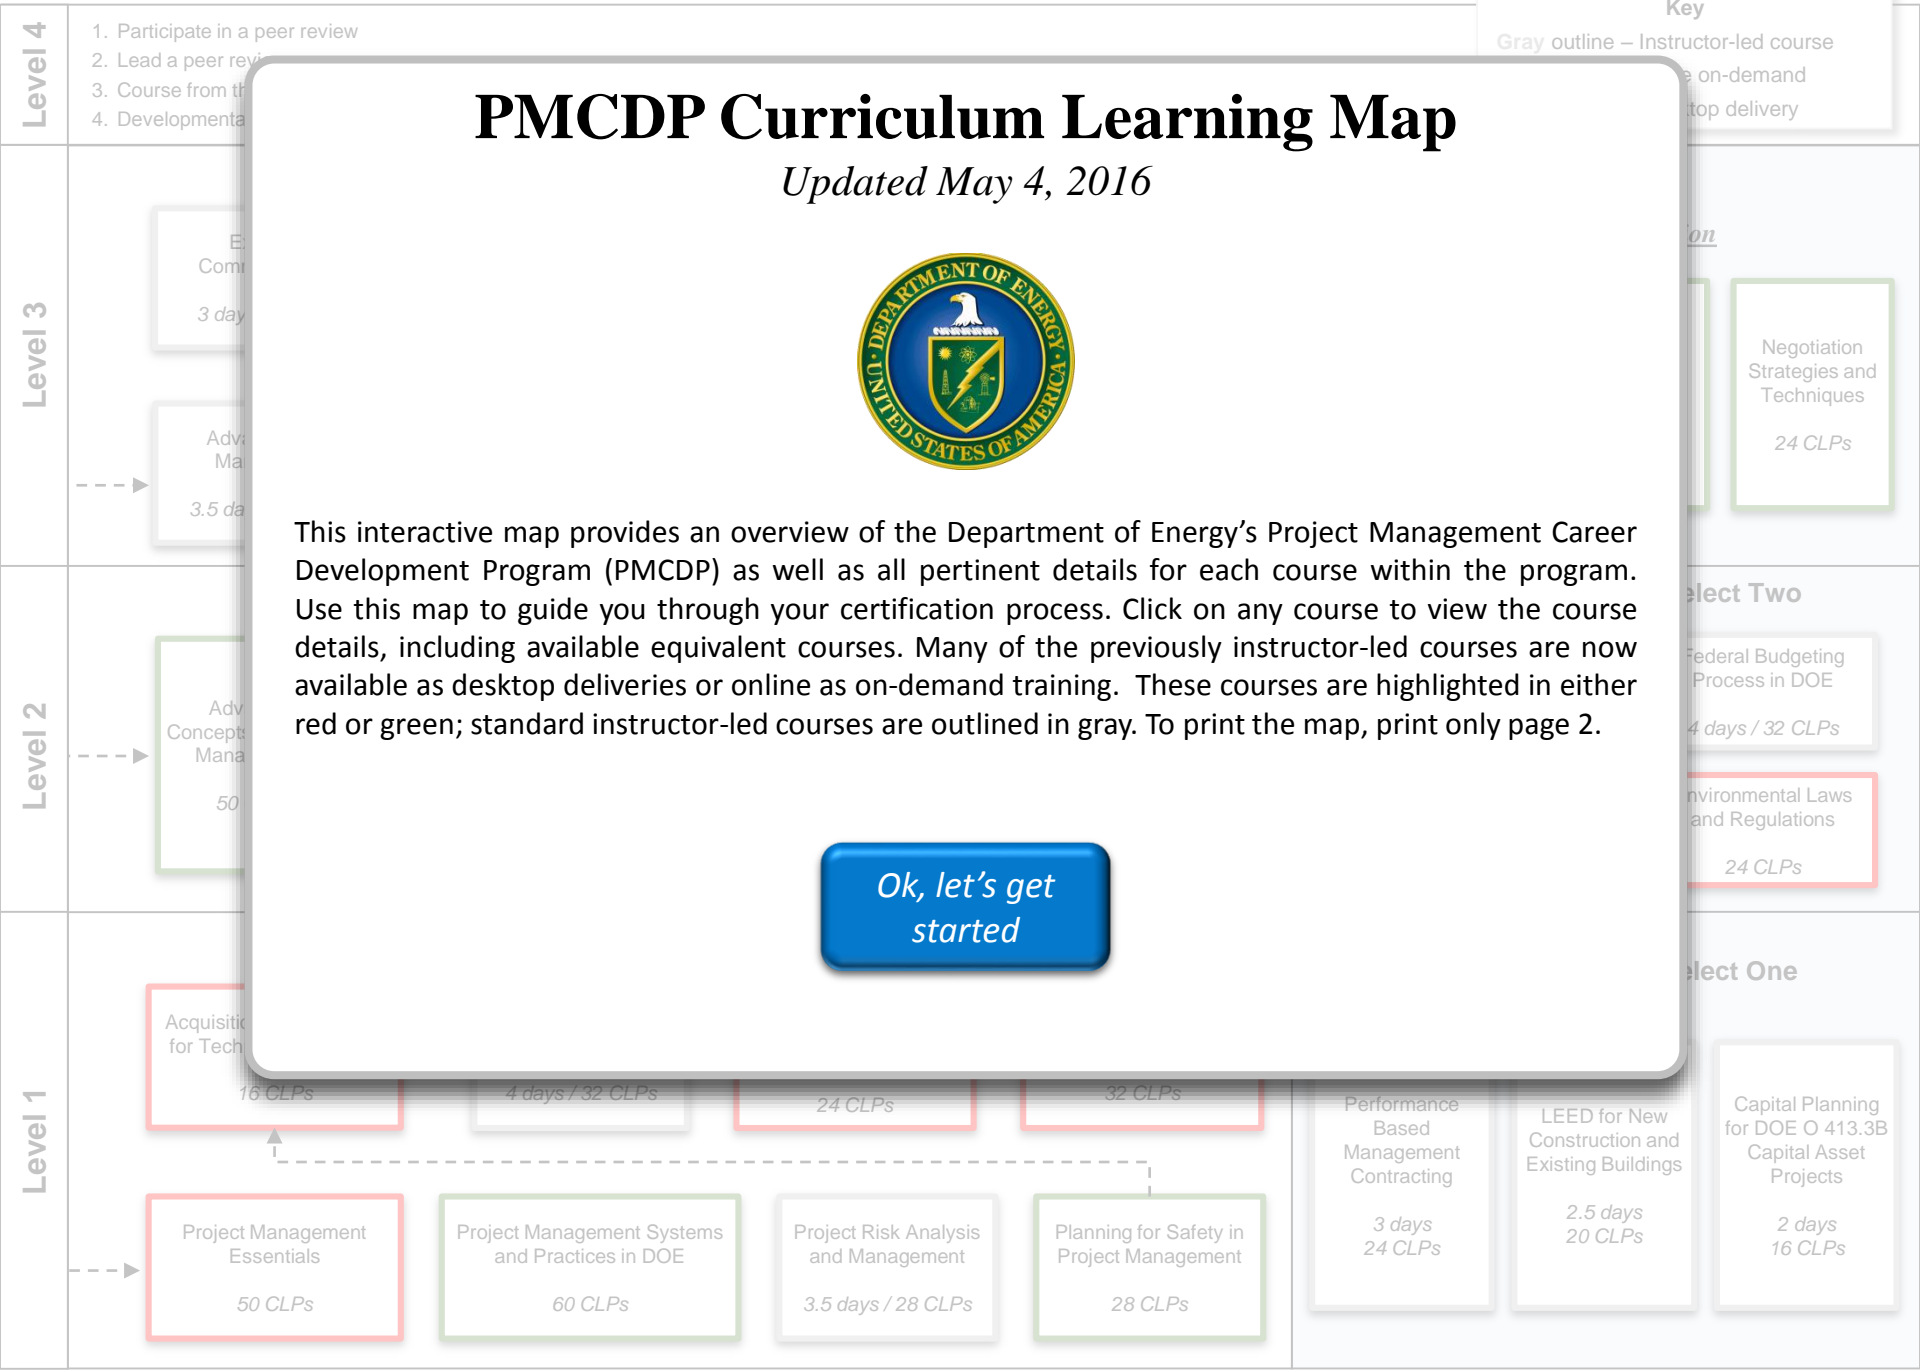 Level 4
1. Participate in a peer review
2. Lead a peer
3. Course from
4.
Key
Gray outline – Instructor-led course
on-demand
delivery
PMCDP Curriculum Learning Map
Updated May 4, 2016
DEPARTMENT OF ENERGY
UNITED STATES OF AMERICA
This interactive map provides an overview of the Department of Energy’s Project Management Career
Development Program (PMCDP) as well as all pertinent details for each course within the program.
Use this map to guide you through your certification process. Click on any course to view the course
details, including available equivalent courses. Many of the previously instructor-led courses are now
available as desktop deliveries or online as on-demand training. These courses are highlighted in either
red or green; standard instructor-led courses are outlined in gray. To print the map, print only page 2.
Ok, let’s get
started
Level 3
3
3.5
Negotiation
Strategies and
Techniques
24 CLPs
Level 2
50
Two
Federal Budgeting
Process in DOE
4 days / 32 CLPs
Laws
and Regulations
24 CLPs
Level 1
for
16 CLPs
4 days / 32 CLPs
24 CLPs
32 CLPs
One
Performance
Based
Management
Contracting
3 days
24 CLPs
LEED for New
Construction and
Existing Buildings
2.5 days
20 CLPs
Capital Planning
for DOE O 413.3B
Capital Asset
Projects
2 days
16 CLPs
Project Management
Essentials
50 CLPs
Project Management Systems
and Practices in DOE
60 CLPs
Project Risk Analysis
and Management
3.5 days / 28 CLPs
Planning for Safety in
Project Management
28 CLPs